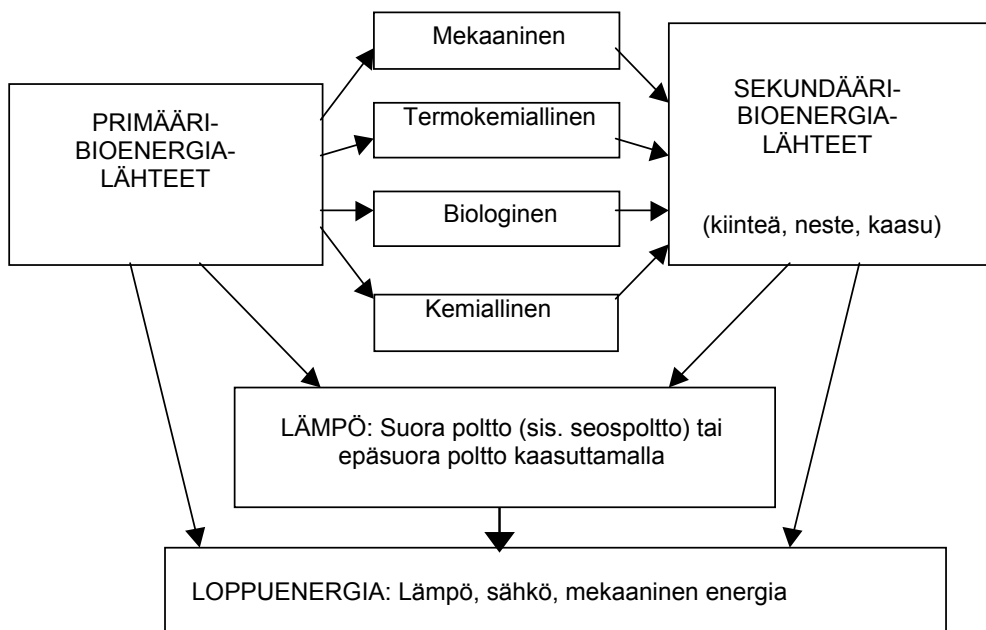 PRIMÄÄRI-
BIOENERGIA-
LÄHTEET
Mekaaninen
Termokemiallinen
Biologinen
Kemiallinen
SEKUNDÄÄRI-
BIOENERGIA-
LÄHTEET
(kiinteä, neste, kaasu)
LÄMPÖ: Suora poltto (sis. seospoltto) tai
epäsuora poltto kaasuttamalla
LOPPUENERGIA: Lämpö, sähkö, mekaaninen energia